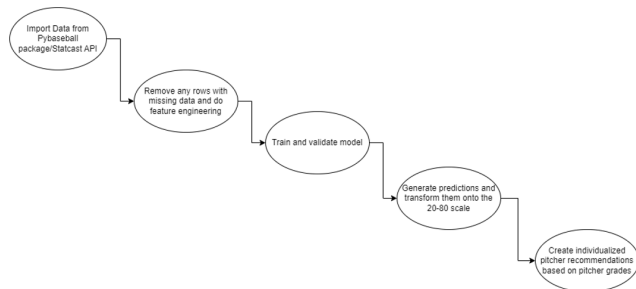 Import Data from
Pybaseball
package/Statcast API
Remove any rows with
missing data and do
feature engineering
Train and validate model
Generate predictions and
transform them onto the
20-80 scale
Create individualized
pitcher recommendations
based on pitcher grades